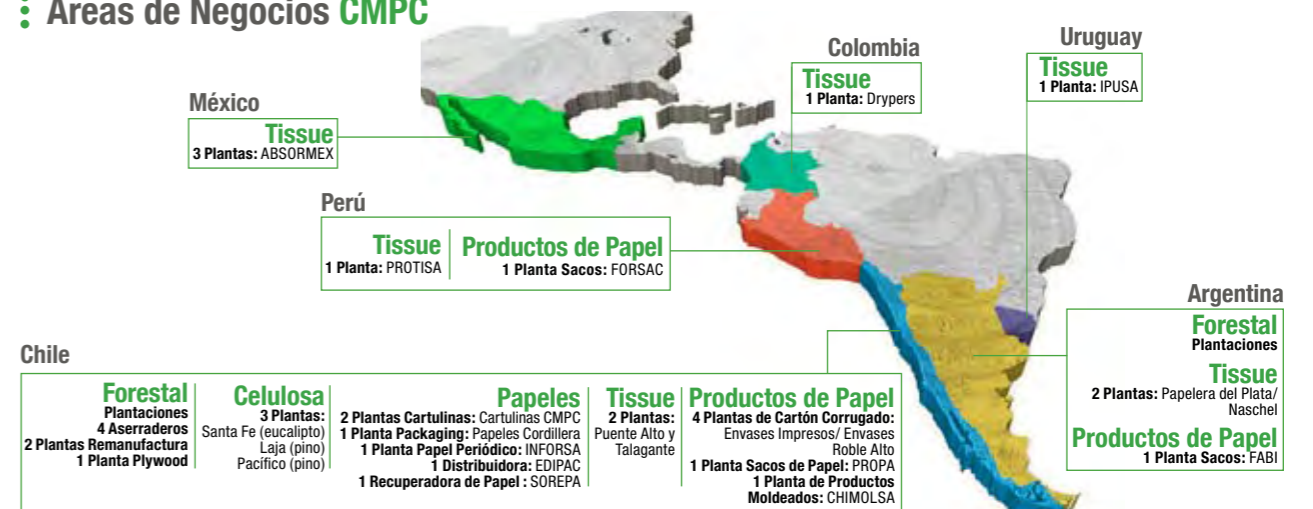 Áreas de Negocios CMPC
Colombia
Tissue
1 Planta: Drypers
Uruguay
Tissue
1 Planta: IPUSA
México
Tissue
3 Plantas: ABSORMEX
Perú
Tissue
1 Planta: PROTISA
Productos de Papel
1 Planta Sacos: FORSAC
Argentina
Forestal
Plantaciones
Tissue
2 Plantas: Papelera del Plata/
Naschel
Productos de Papel
1 Planta Sacos: FABI
Chile
Forestal
Plantaciones
4 Aserraderos
2 Plantas Remanufactura
1 Planta Plywood
Celulosa
3 Plantas:
Santa Fe (eucalipto)
Laja (pino)
Pacífico (pino)
Papeles
2 Plantas Cartulinas: Cartulinas CMPC
1 Planta Packaging: Papeles Cordillera
1 Planta Papel Periódico: INFORSA
1 Distribuidora: EDIPAC
1 Recuperadora de Papel : SOREPA
Tissue
2 Plantas:
Puente Alto y
Talagante
Productos de Papel
4 Plantas de Cartón Corrugado:
Envases Impresos/ Envases
Roble Alto
1 Planta Sacos de Papel: PROPA
1 Planta de Productos
Moldeados: CHIMOLSA